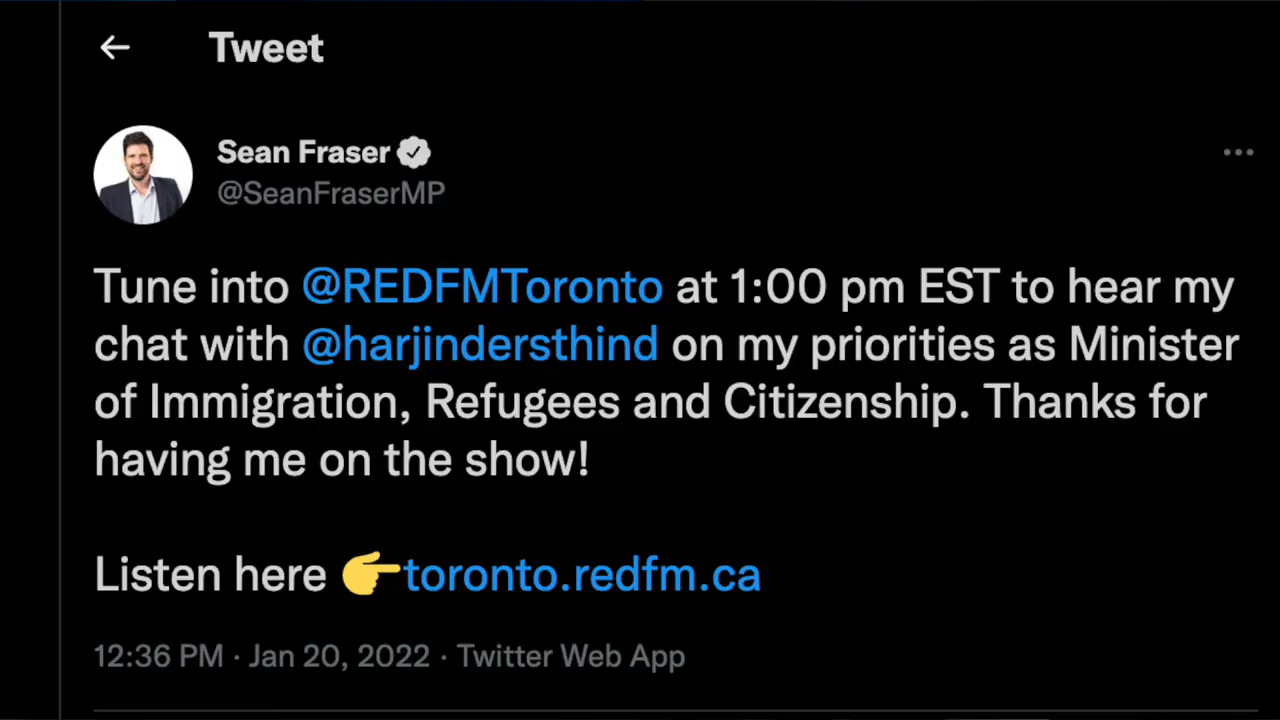 Tweet
Sean Fraser
@SeanFraserMP
Tune into @REDFMToronto at 1:00 pm EST to hear my
chat with @harjindersthind on my priorities as Minister
of Immigration, Refugees and Citizenship. Thanks for
having me on the show!
Listen here 👉toronto.redfm.ca
12:36 PM · Jan 20, 2022 · Twitter Web App